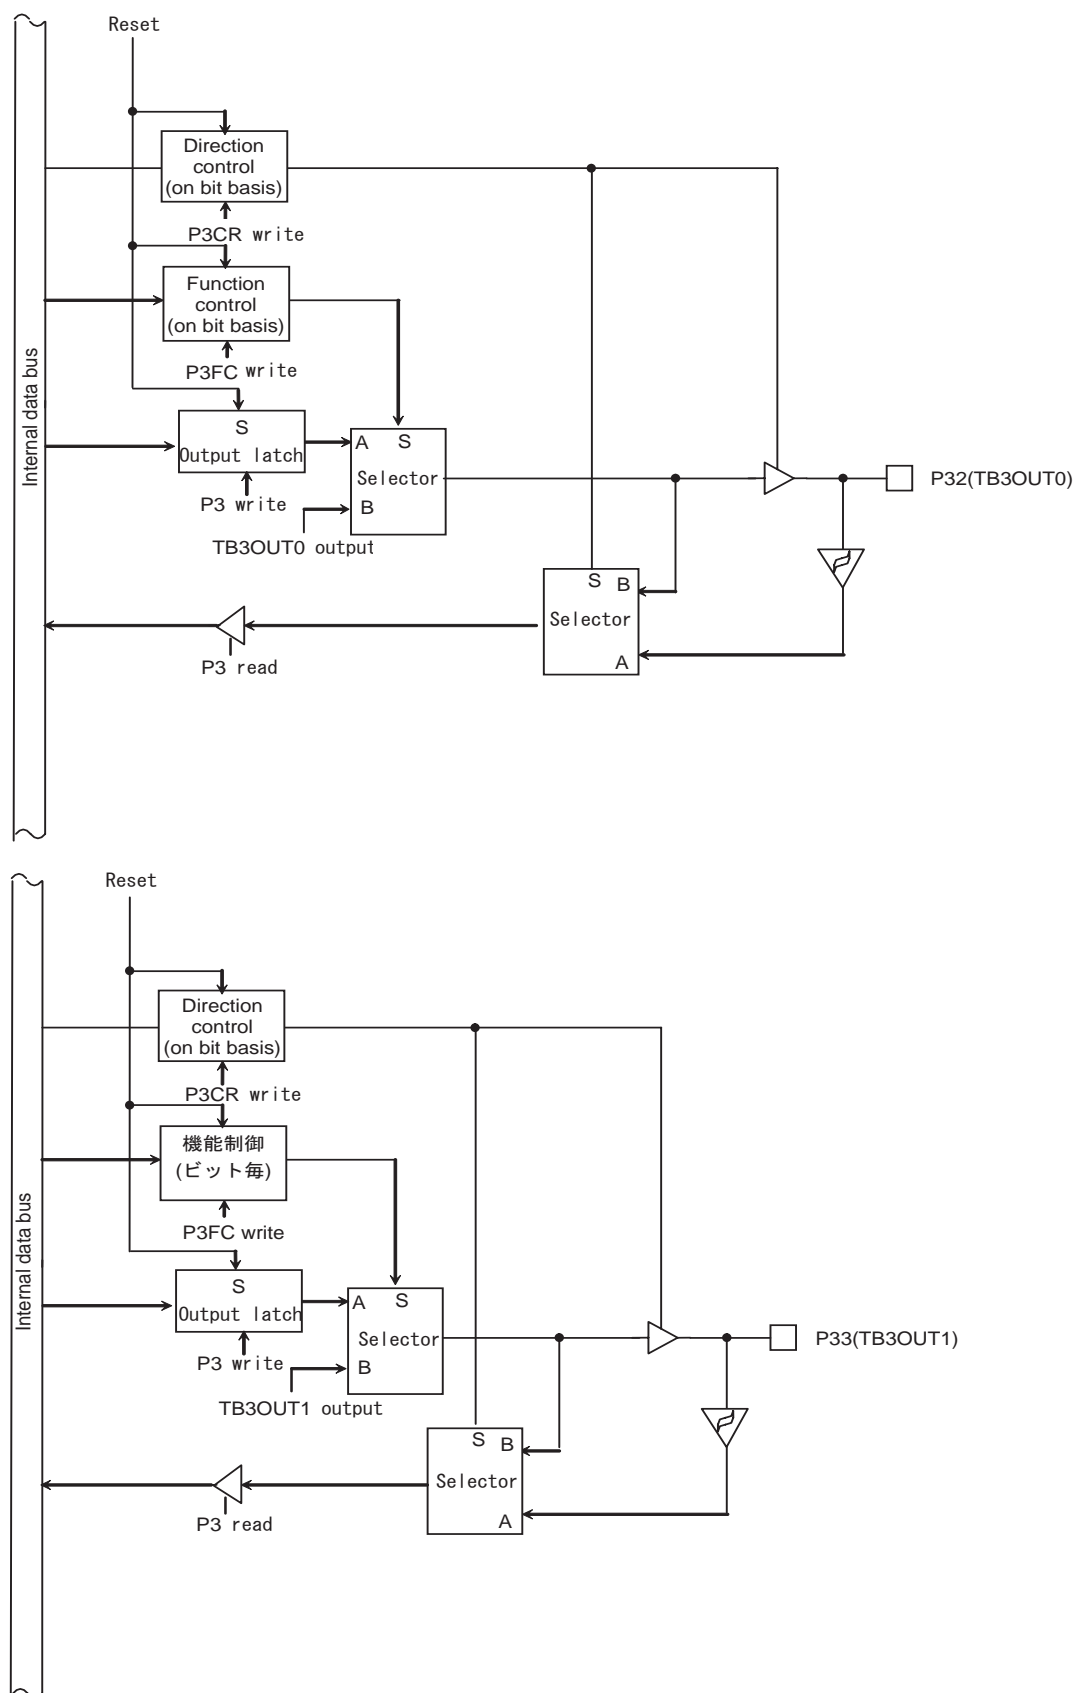 Reset
Direction
control
(on bit basis)
P3CR write
Function
control
(on bit basis)
P3FC write
S
Output latch
A S
Selector
B
P3 write
TB3OUT0 output
P32(TB3OUT0)
Internal data bus
S B
Selector
A
P3 read
Reset
Direction
control
(on bit basis)
P3CR write
機能制御
(ビット毎)
P3FC write
S
Output latch
A S
Selector
B
P3 write
TB3OUT1 output
P33(TB3OUT1)
Internal data bus
S B
Selector
A
P3 read